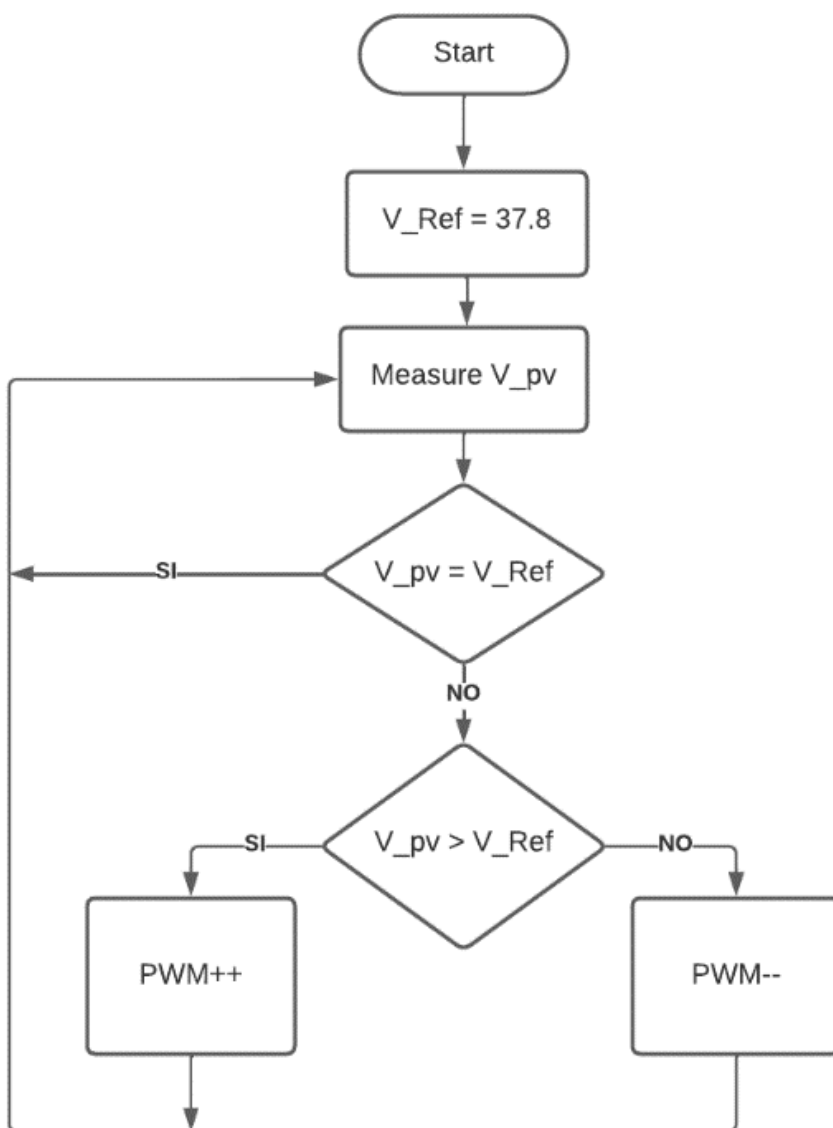 Start
V_Ref = 37.8
Measure V_pv
V_pv = V_Ref
SI
NO
V_pv > V_Ref
SI
NO
PWM++
PWM--